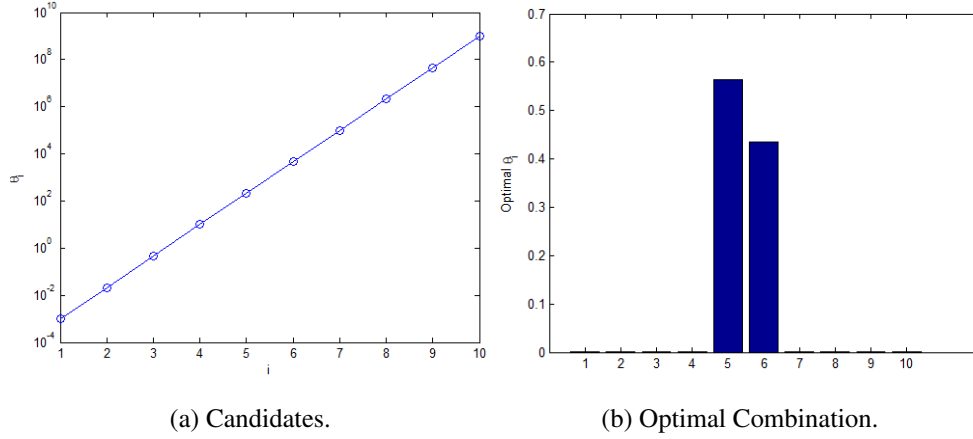 10^10
10^8
10^6
10^4
10^2
10^0
10^-2
10^-4
θ_i
1 2 3 4 5 6 7 8 9 10
i
0.7
0.6
0.5
0.4
0.3
0.2
0.1
0
Optimal θ_i
1 2 3 4 5 6 7 8 9 10
(a) Candidates.
(b) Optimal Combination.